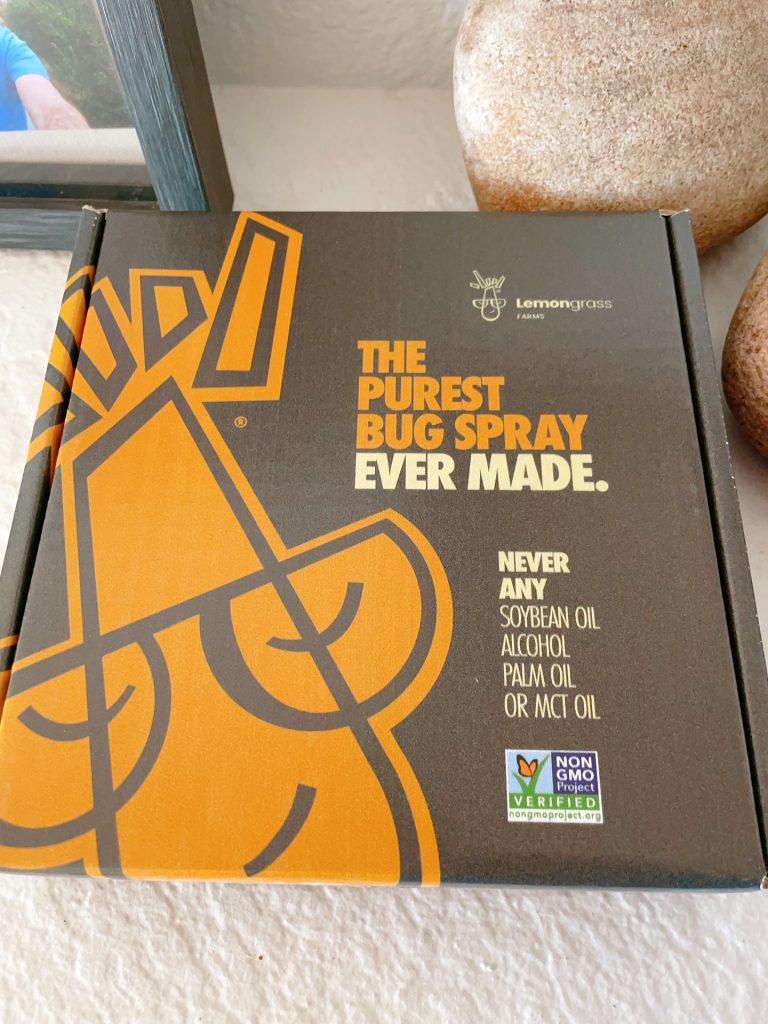 Lemongrass
FARMS
THE
PUREST
BUG SPRAY
EVER MADE.
®
NEVER
ANY
SOYBEAN OIL
ALCOHOL
PALM OIL
OR MCT OIL
NON
GMO
Project
VERIFIED
nongmoproject.org